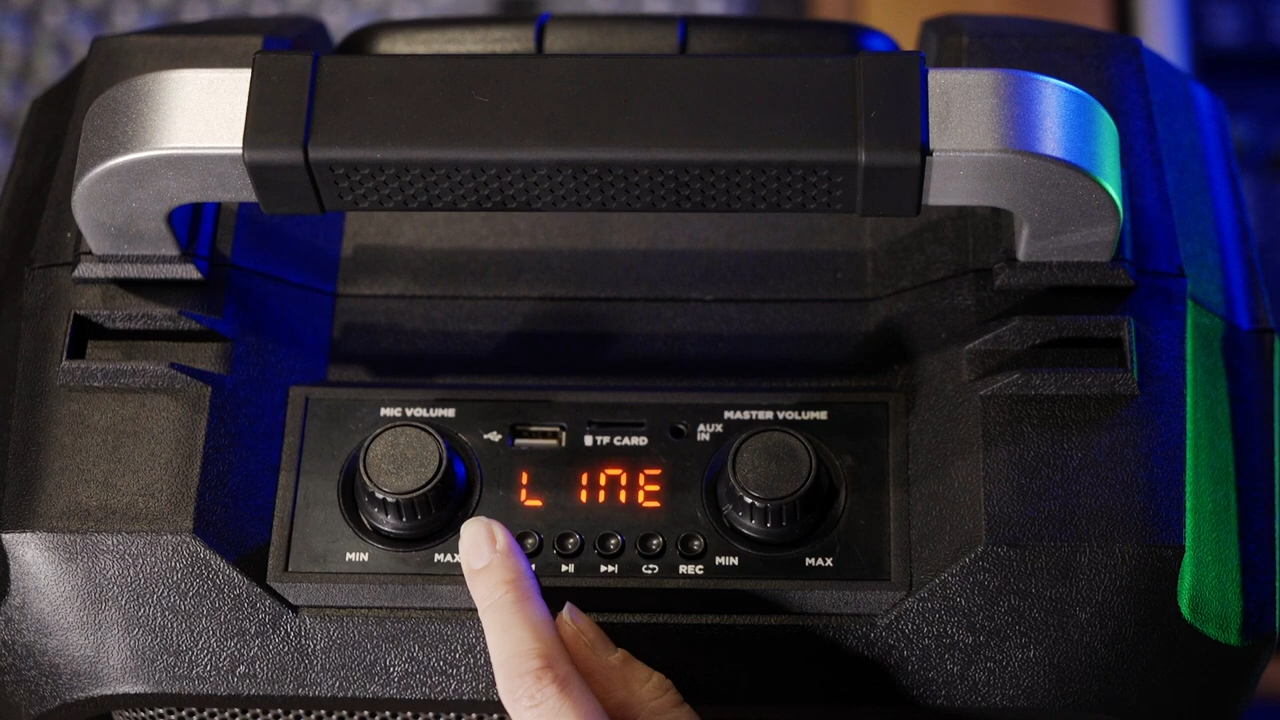 MIC VOLUME
MASTER VOLUME
TF CARD
AUX
IN
LINE
MIN
MAX
REC
MIN
MAX